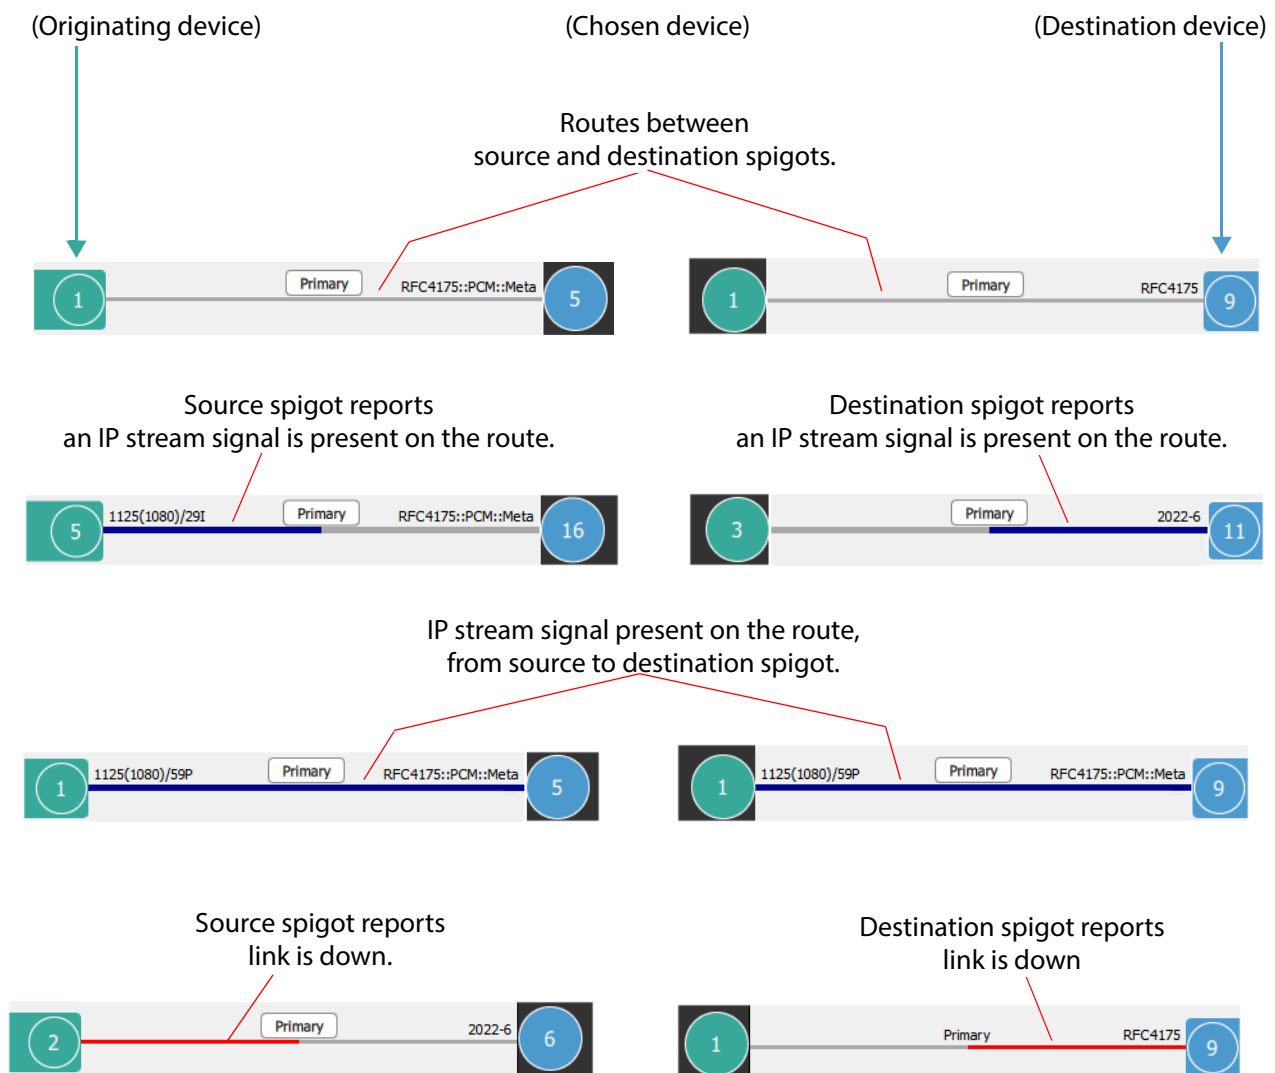 (Originating device)
(Chosen device)
(Destination device)
Routes between
source and destination spigots.
1
Primary
RFC4175::PCM::Meta
5
1
Primary
RFC4175
9
Source spigot reports
an IP stream signal is present on the route.
Destination spigot reports
an IP stream signal is present on the route.
5
1125(1080)/29I
Primary
RFC4175::PCM::Meta
16
3
Primary
2022-6
11
IP stream signal present on the route,
from source to destination spigot.
1
1125(1080)/59P
Primary
RFC4175::PCM::Meta
5
1
1125(1080)/59P
Primary
RFC4175::PCM::Meta
9
Source spigot reports
link is down.
Destination spigot reports
link is down
2
Primary
2022-6
6
1
Primary
RFC4175
9